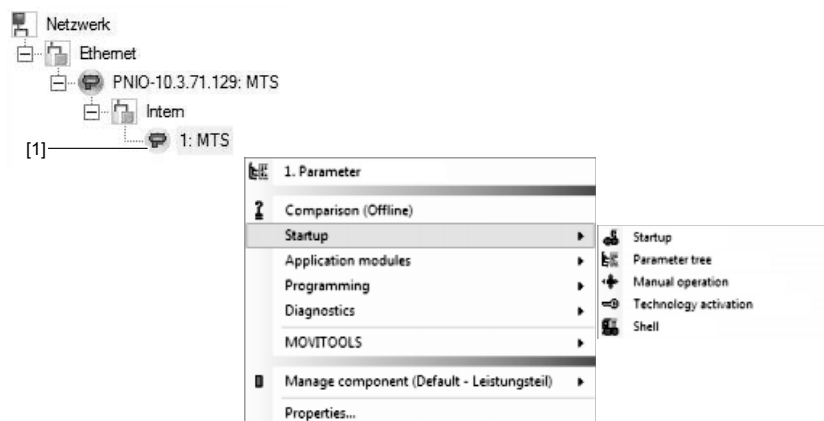 Netzwerk
Ethernet
PNIO-10.3.71.129: MTS
Intern
1: MTS
[1]
1. Parameter
Comparison (Offline)
Startup
Application modules
Programming
Diagnostics
MOVITOOLS
Manage component (Default - Leistungsteil)
Properties...
Startup
Parameter tree
Manual operation
Technology activation
Shell